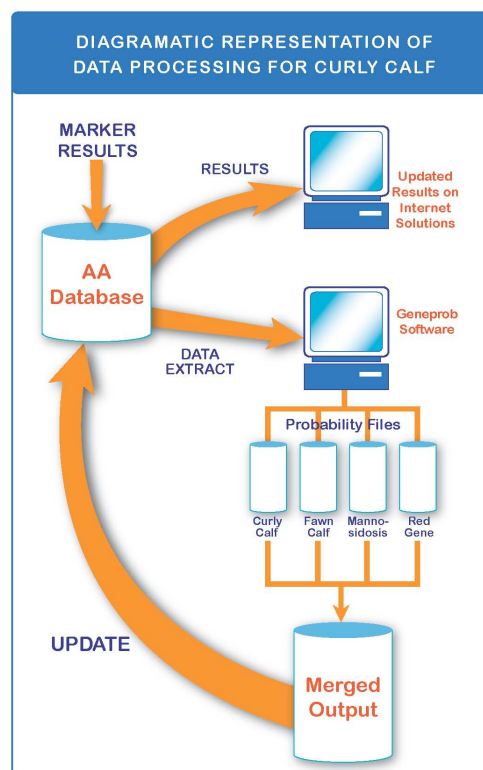 DIAGRAMATIC REPRESENTATION OF
DATA PROCESSING FOR CURLY CALF
MARKER
RESULTS
RESULTS
Updated
Results on
Internet
Solutions
AA
Database
DATA
EXTRACT
Geneprob
Software
Probability Files
Curly
Calf
Fawn
Calf
Manno-
sidosis
Red
Gene
UPDATE
Merged
Output